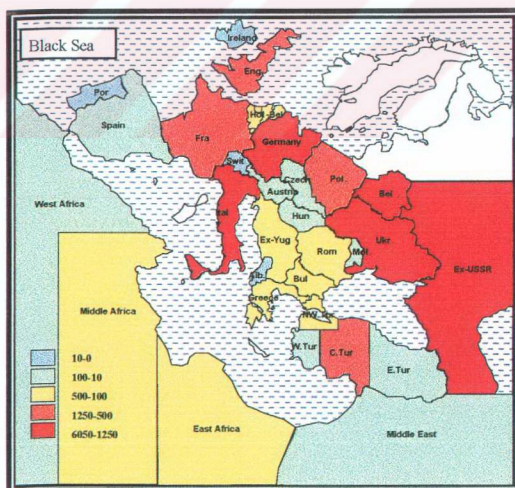 Black Sea
Ireland
Eng.
Por
Spain
Fra
Hol-Bel
Germany
Swit
Czech
Pol.
Bel
Austria
Hun
Ital
West Africa
Ukr
Mol
Ex-USSR
Ex-Yug
Rom
Alb
Bul
Greece
NW.Tur
Middle Africa
W.Tur
C.Tur
E.Tur
10-0
100-10
500-100
1250-500
6050-1250
East Africa
Middle East